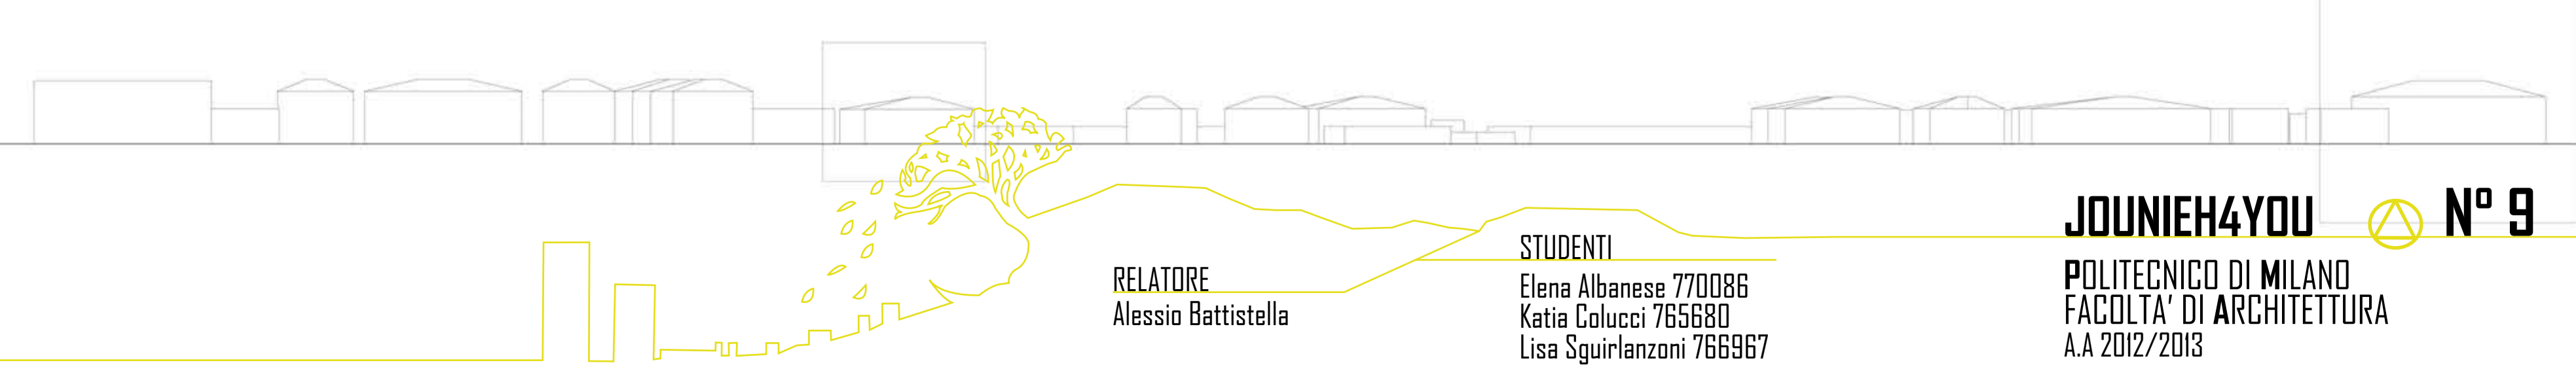 RELATORE
Alessio Battistella
STUDENTI
Elena Albanese 770086
Katia Colucci 765680
Lisa Sguirlanzoni 766967
JOUNIEH4YOU Nº 9
POLITECNICO DI MILANO
FACOLTA' DI ARCHITETTURA
A.A 2012/2013